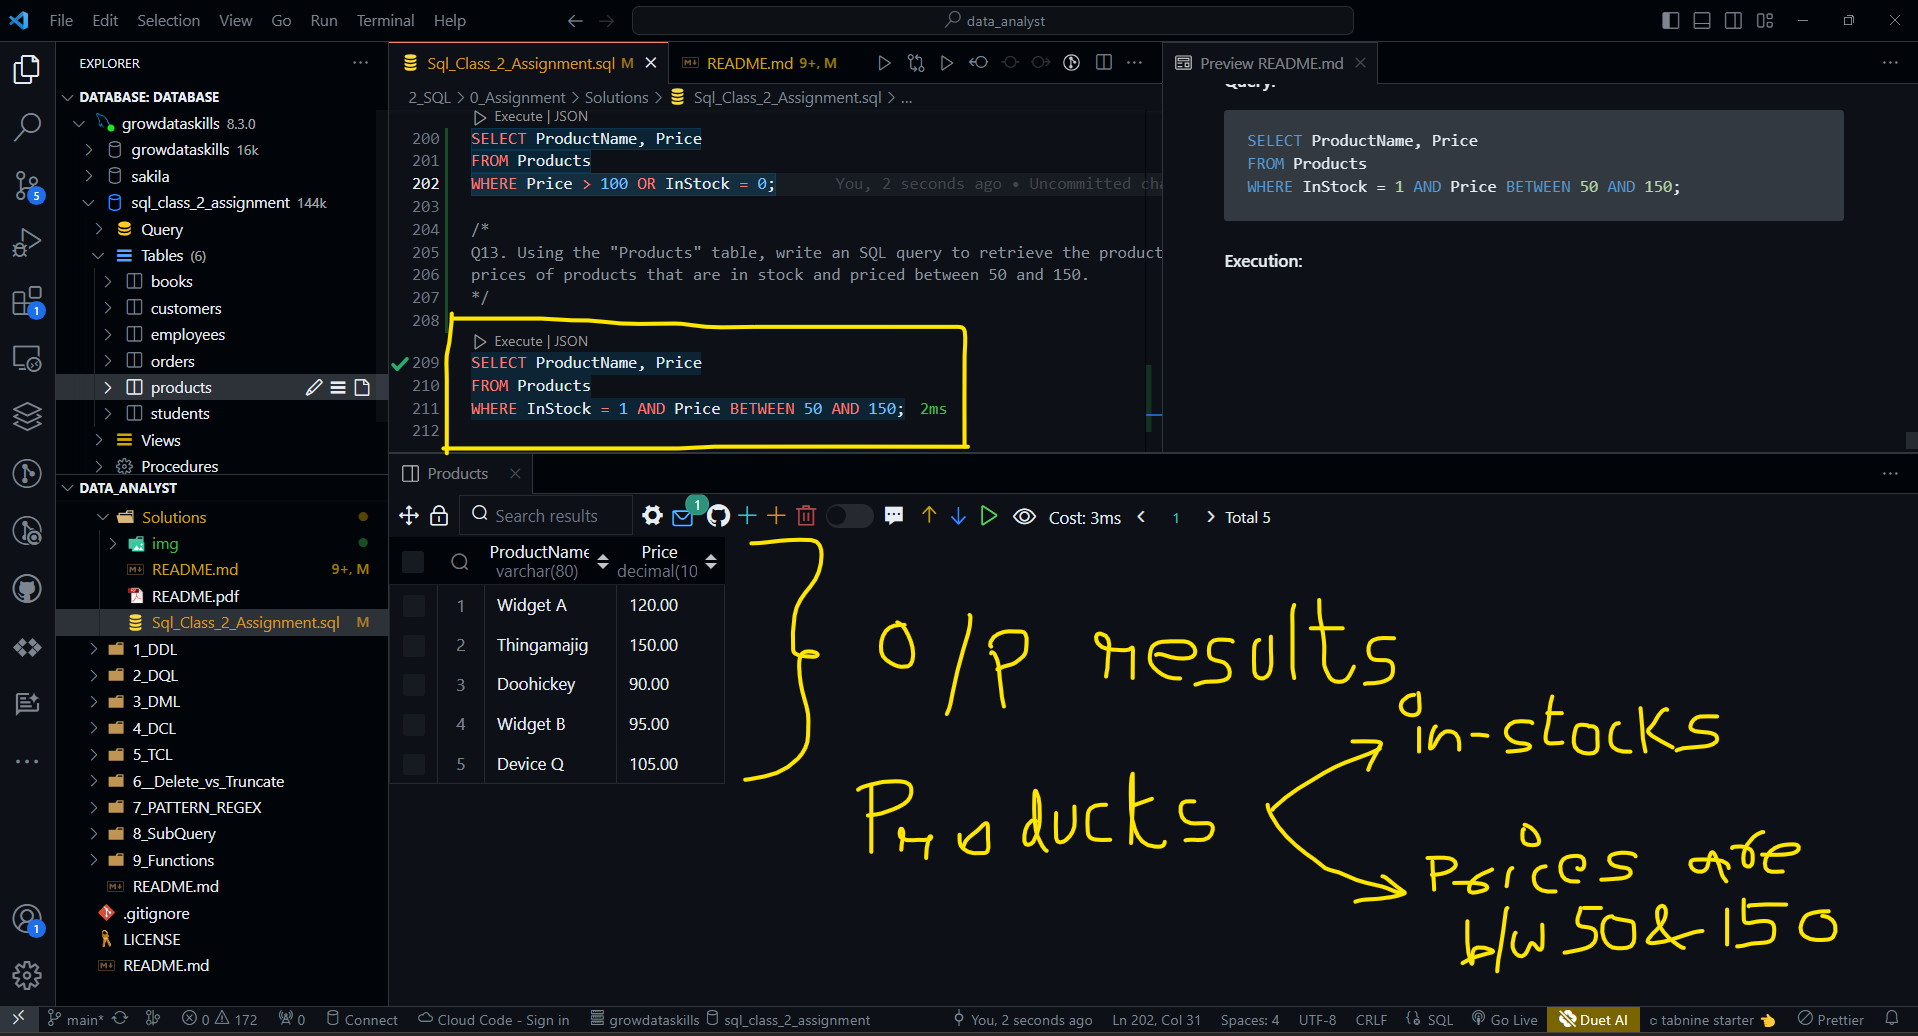 File Edit Selection View Go Run Terminal Help
data_analyst
EXPLORER
DATABASE: DATABASE
growdataskills 8.3.0
growdataskills 16k
sakila
sql_class_2_assignment 144k
Query
Tables (6)
books
customers
employees
orders
products
students
Views
Procedures
DATA_ANALYST
Solutions
img
README.md 9+, M
README.pdf
Sql_Class_2_Assignment.sql M
1_DDL
2_DQL
3_DML
4_DCL
5_TCL
6__Delete_vs_Truncate
7_PATTERN_REGEX
8_SubQuery
9_Functions
README.md
.gitignore
LICENSE
README.md
5
1
1
Sql_Class_2_Assignment.sql M
README.md 9+, M
2_SQL > 0_Assignment > Solutions > Sql_Class_2_Assignment.sql > ...
Execute | JSON
200 SELECT ProductName, Price
201 FROM Products
202 WHERE Price > 100 OR InStock = 0; You, 2 seconds ago • Uncommitted cha
203
204 /*
205 Q13. Using the "Products" table, write an SQL query to retrieve the product
206 prices of products that are in stock and priced between 50 and 150.
207 */
208
Execute | JSON
209 SELECT ProductName, Price
210 FROM Products
211 WHERE InStock = 1 AND Price BETWEEN 50 AND 150; 2ms
212
Preview README.md
Query:
SELECT ProductName, Price
FROM Products
WHERE InStock = 1 AND Price BETWEEN 50 AND 150;
Execution:
Products
Search results 1 Cost: 3ms < 1 > Total 5
ProductName Price
varchar(80) decimal(10
1 Widget A 120.00
2 Thingamajig 150.00
3 Doohickey 90.00
4 Widget B 95.00
5 Device Q 105.00
O/P results
Products
in-stocks
Prices are
b/w 50 & 150
main* 0 172 0 Connect Cloud Code - Sign in growdataskills sql_class_2_assignment You, 2 seconds ago Ln 202, Col 31 Spaces: 4 UTF-8 CRLF SQL Go Live Duet AI tabnine starter Prettier